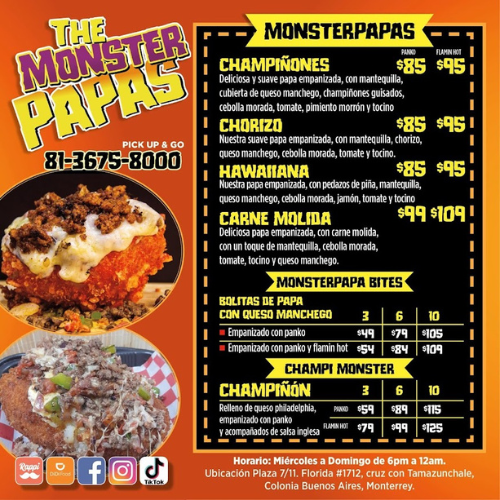 THE
MONSTER
PAPAS
PICK UP & GO
81-3675-8000
MONSTERPAPAS
PANKO FLAMIN HOT
CHAMPIÑONES $85 $95
Deliciosa y suave papa empanizada, con mantequilla,
cubierta de queso manchego, champiñones guisados,
cebolla morada, tomate, pimiento morrón y tocino
CHORIZO $85 $95
Nuestra suave papa empanizada, con mantequilla, chorizo,
queso manchego, cebolla morada, tomate y tocino.
HAWAIIANA $85 $95
Nuestra papa empanizada, con pedazos de piña, mantequilla,
queso manchego, cebolla morada, jamón, tomate y tocino
CARNE MOLIDA $99 $109
Deliciosa papa empanizada, con carne molida,
con un toque de mantequilla, cebolla morada,
tomate, tocino y queso manchego.
MONSTERPAPA BITES
BOLITAS DE PAPA
CON QUESO MANCHEGO 3 6 10
Empanizado con panko $49 $79 $105
Empanizado con panko y flamin hot $54 $84 $109
CHAMPI MONSTER
CHAMPIÑÓN 3 6 10
Relleno de queso philadelphia, PANKO $59 $89 $115
empanizado con panko
y acompañados de salsa inglesa FLAMIN HOT $79 $99 $125
Rappi
DiDi Food
TikTok
Horario: Miércoles a Domingo de 6pm a 12am.
Ubicación Plaza 7/11. Florida #1712, cruz con Tamazunchale,
Colonia Buenos Aires, Monterrey.